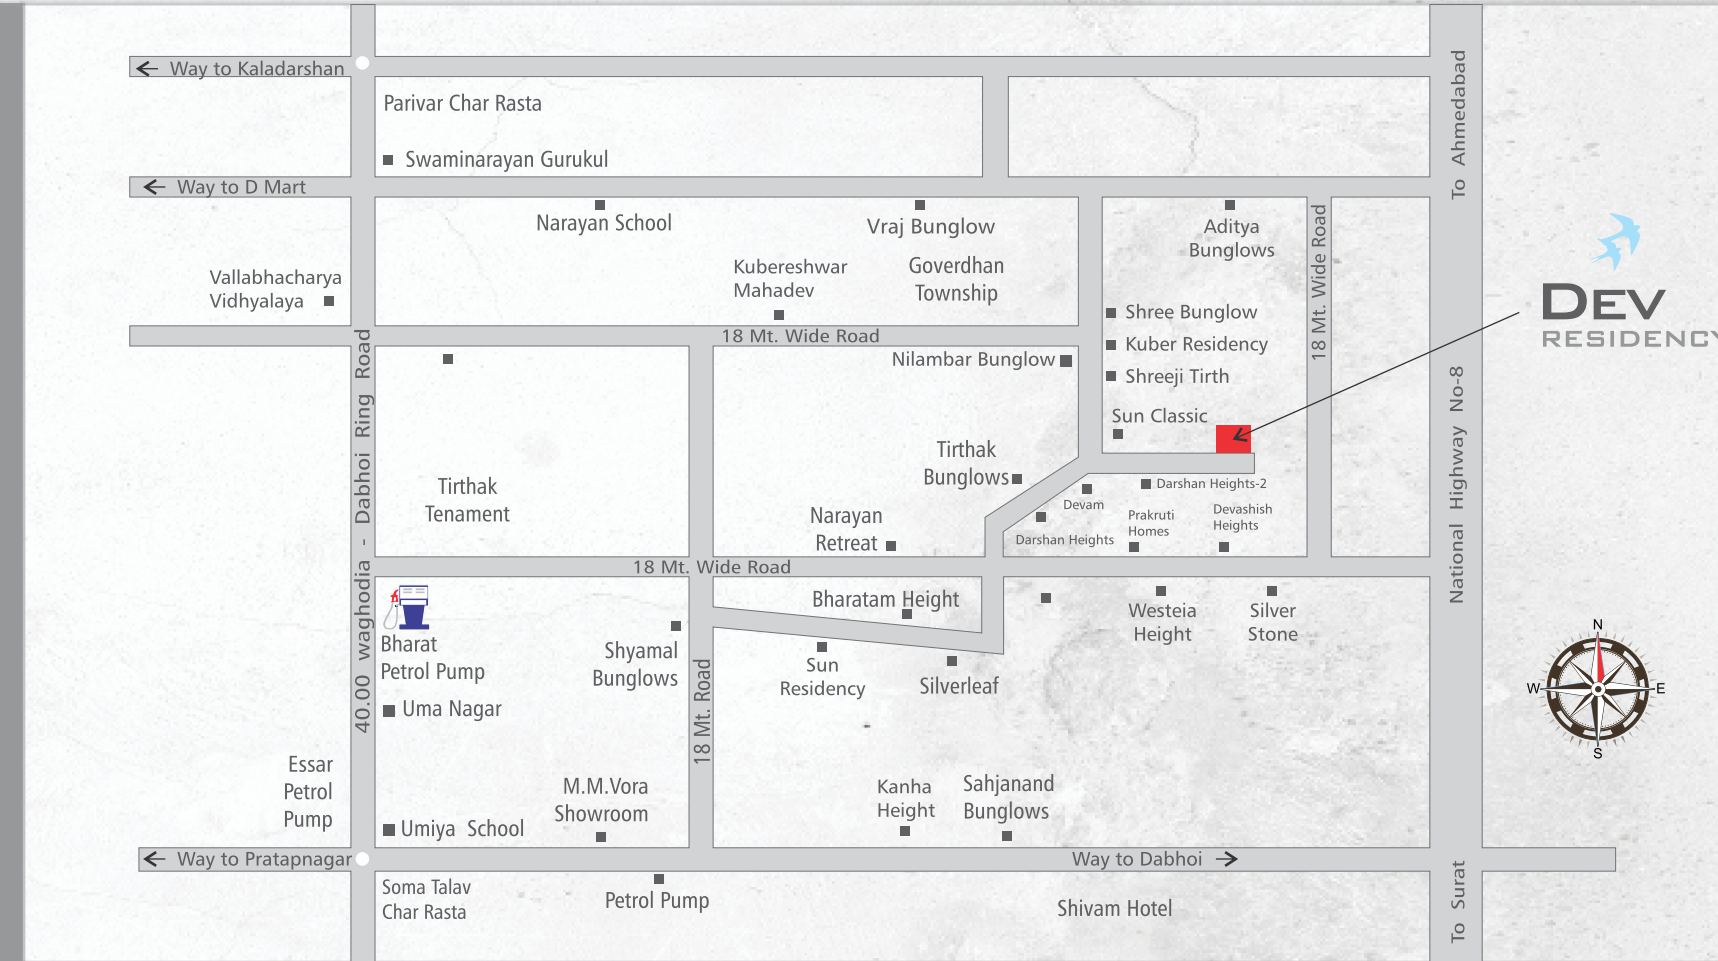 Way to Kaladarshan
Parivar Char Rasta
Swaminarayan Gurukul
Way to D Mart
To Ahmedabad
Narayan School
Vraj Bunglow
Aditya
Bunglows
18 Mt. Wide Road
Vallabhacharya
Vidhyalaya
Kubereshwar
Mahadev
Goverdhan
Township
DEV
RESIDENCY
Shree Bunglow
Kuber Residency
Shreeji Tirth
18 Mt. Wide Road
Nilambar Bunglow
Sun Classic
40.00 waghodia - Dabhoi Ring Road
National Highway No-8
Tirthak
Bunglows
Tirthak
Tenament
Narayan
Retreat
Devam
Darshan Heights-2
Darshan Heights
Prakruti
Homes
Devashish
Heights
18 Mt. Wide Road
Bharat
Petrol Pump
Bharatam Height
Westeia
Height
Silver
Stone
N
W
E
S
Shyamal
Bunglows
18 Mt. Road
Sun
Residency
Silverleaf
Uma Nagar
Essar
Petrol
Pump
M.M.Vora
Showroom
Kanha
Height
Sahjanand
Bunglows
Umiya School
Way to Pratapnagar
Way to Dabhoi
To Surat
Soma Talav
Char Rasta
Petrol Pump
Shivam Hotel